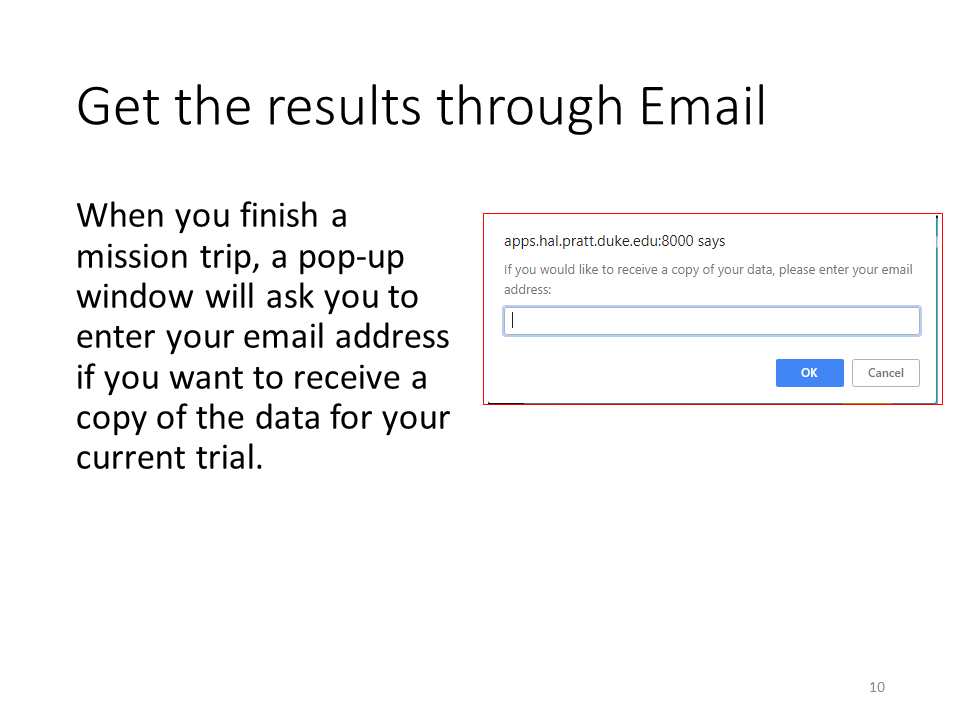 Get the results through Email
When you finish a
mission trip, a pop-up
window will ask you to
enter your email address
if you want to receive a
copy of the data for your
current trial.
apps.hal.pratt.duke.edu:8000 says
If you would like to receive a copy of your data, please enter your email
address:
OK
Cancel
10